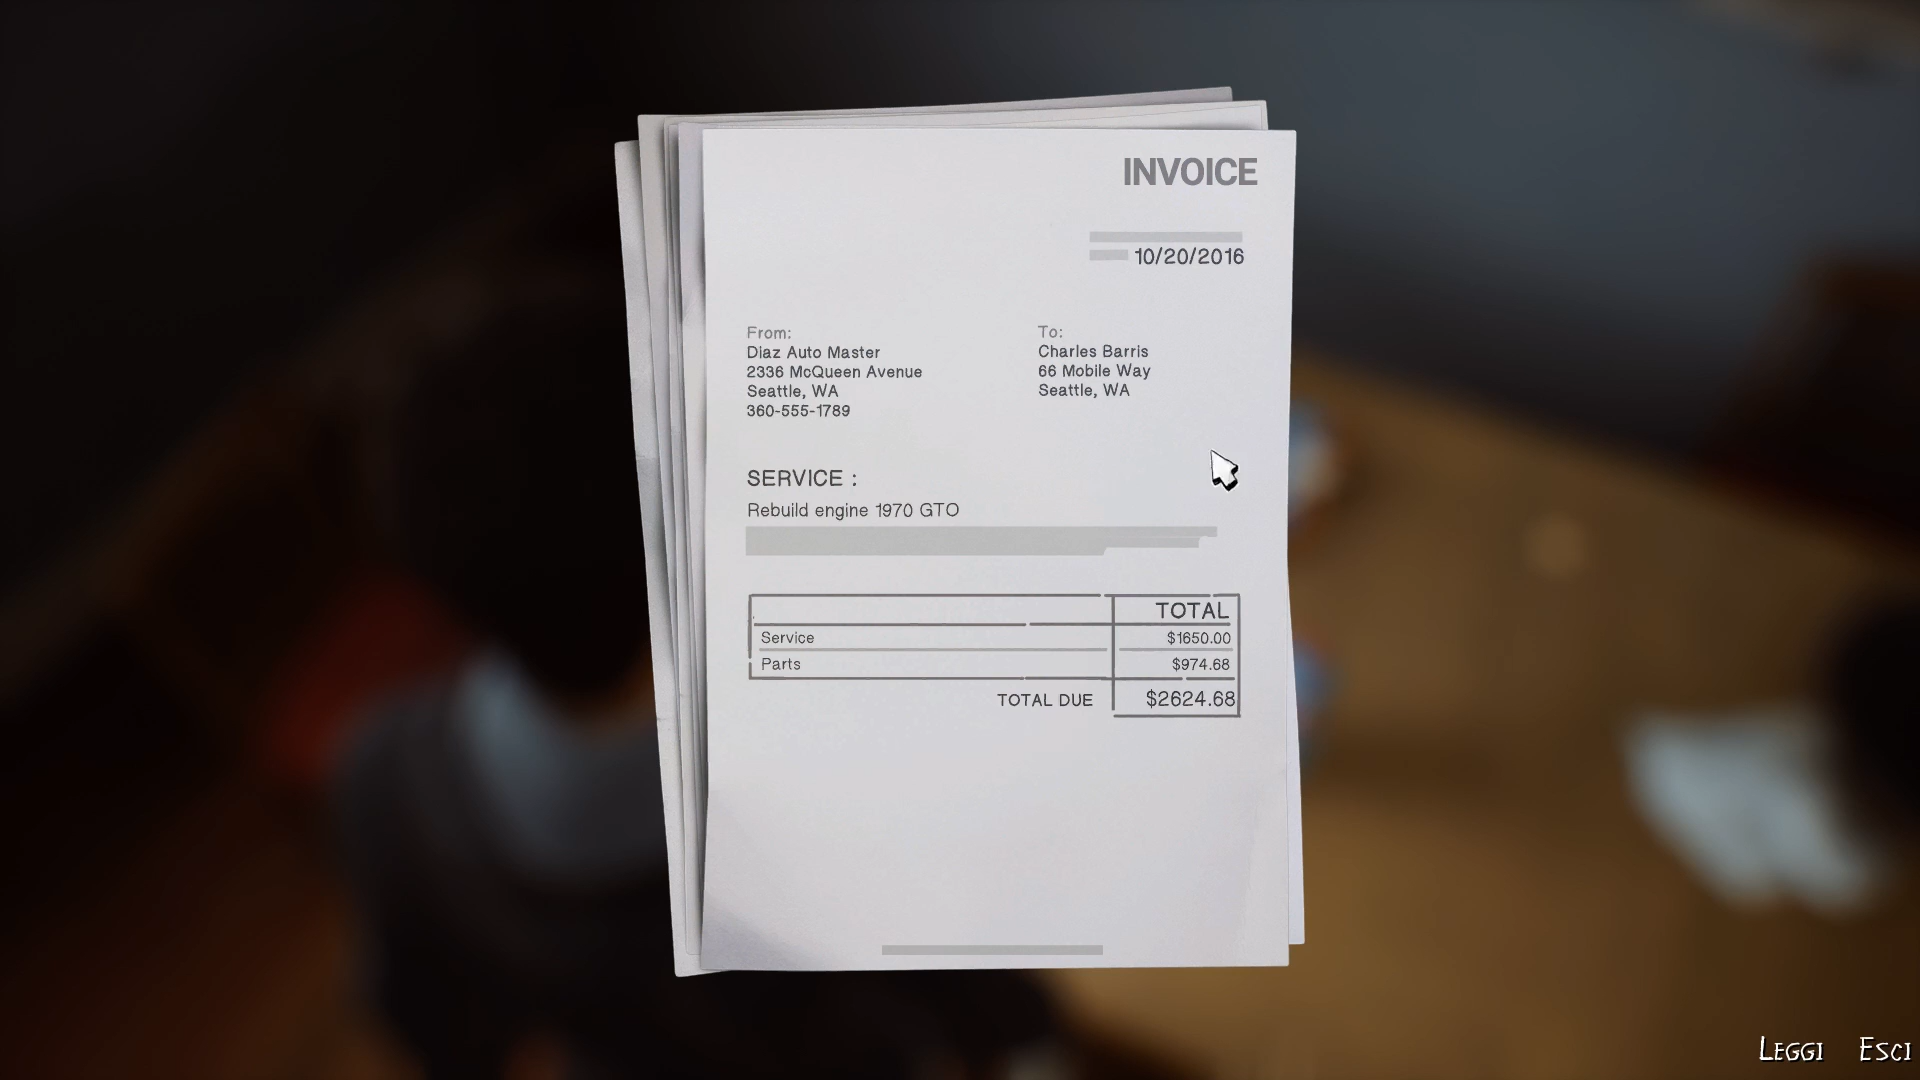 INVOICE
10/20/2016
From:
Diaz Auto Master
2336 McQueen Avenue
Seattle, WA
360-555-1789
To:
Charles Barris
66 Mobile Way
Seattle, WA
SERVICE :
Rebuild engine 1970 GTO
TOTAL
Service $1650.00
Parts $974.68
TOTAL DUE $2624.68
Leggi Esci